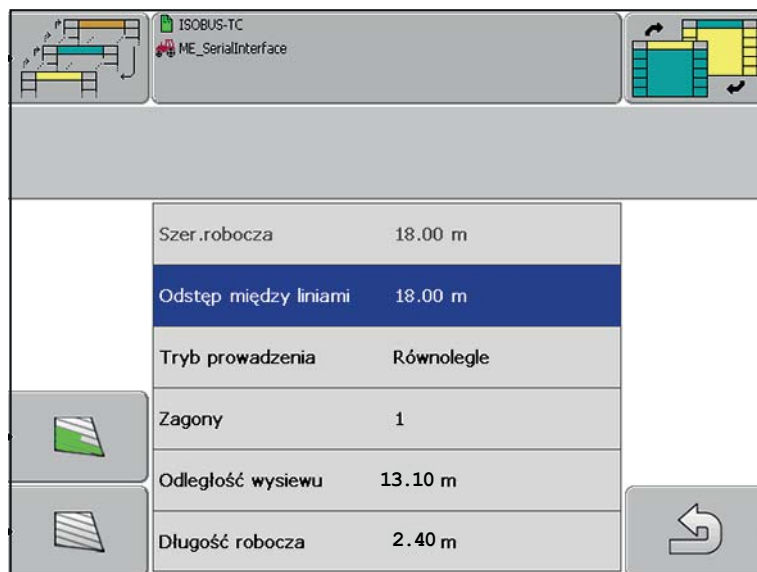 ISOBUS-TC
ME_SerialInterface
Szer.robocza 18.00 m
Odstęp między liniami 18.00 m
Tryb prowadzenia Równolegle
Zagony 1
Odległość wysiewu 13.10 m
Długość robocza 2.40 m